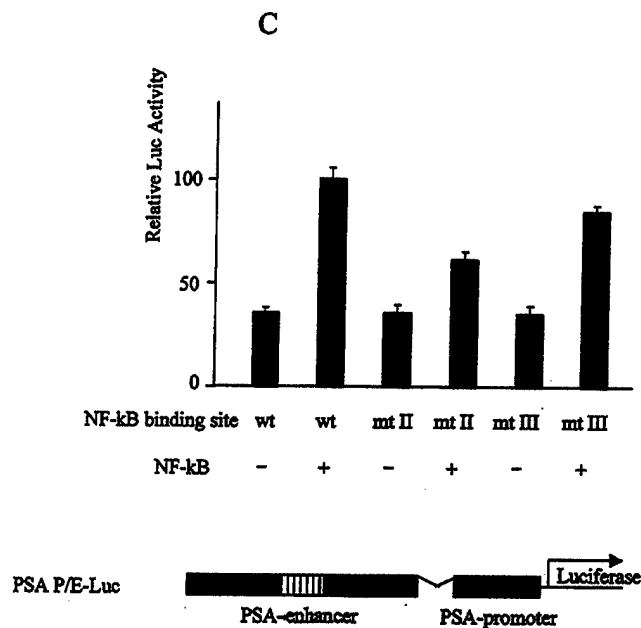 C
Relative Luc Activity
100
50
0
NF-kB binding site wt wt mt II mt II mt III mt III
NF-kB - + - + - +
PSA P/E-Luc
Luciferase
PSA-enhancer PSA-promoter